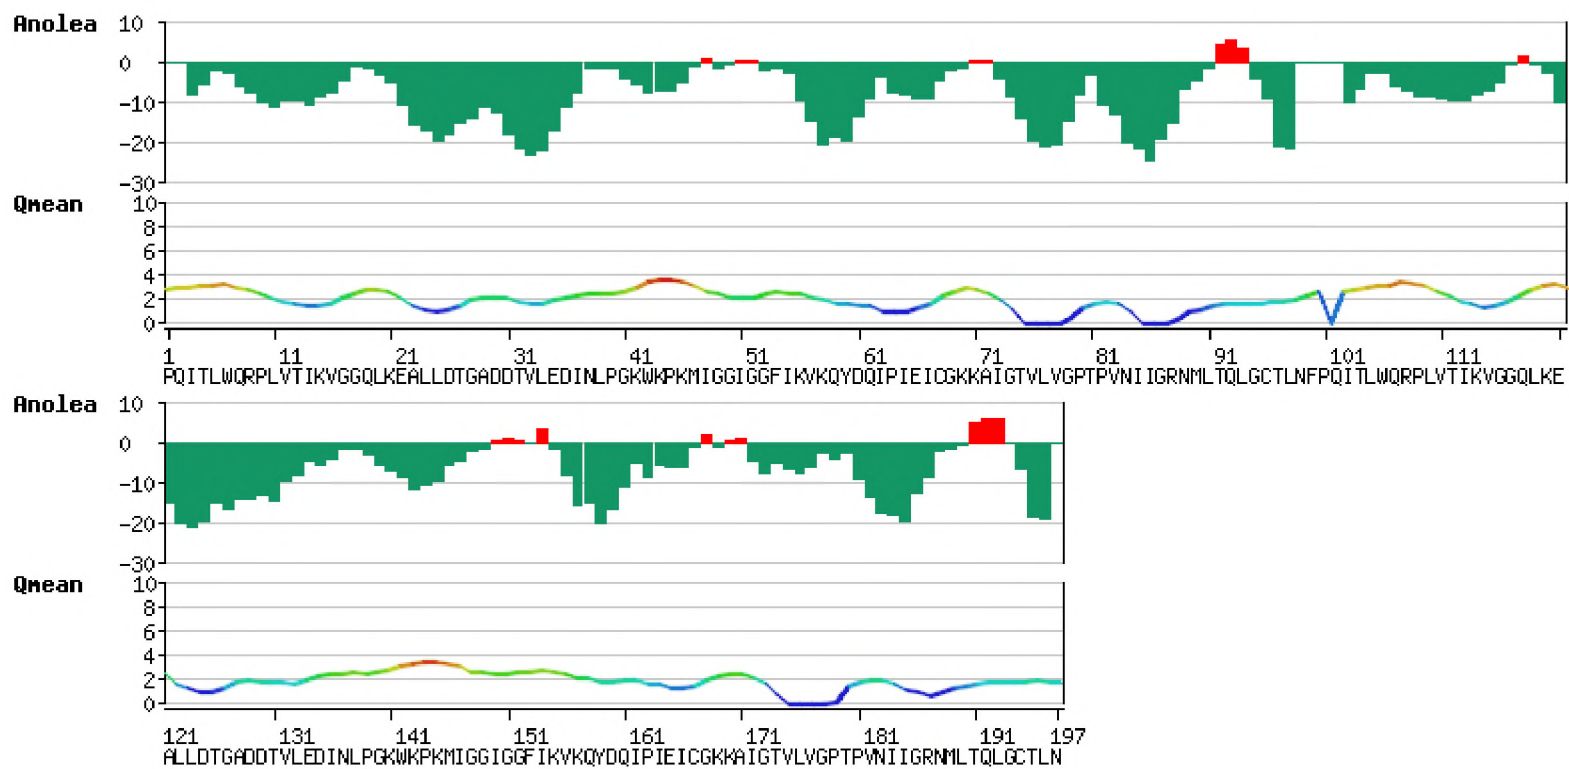 Anolea 10
0
-10
-20
-30
Qmean 10
8
6
4
2
0
1 11 21 31 41 51 61 71 81 91 101 111
PQITLWQRPLVTIKVGGQLKEALLDTGADDTVLEDINLPGKWKPKMIGGIGGFIKVKQYDQIPIEICGKKAIGTVLVGPTPVNIIGRNMLTQLGCTLNFPQITLWQRPLVTIKVGGQLKE
Anolea 10
0
-10
-20
-30
Qmean 10
8
6
4
2
0
121 131 141 151 161 171 181 191 197
ALLDTGADDTVLEDINLPGKWKPKMIGGIGGFIKVKQYDQIPIEICGKKAIGTVLVGPTPVNIIGRNMLTQLGCTLN